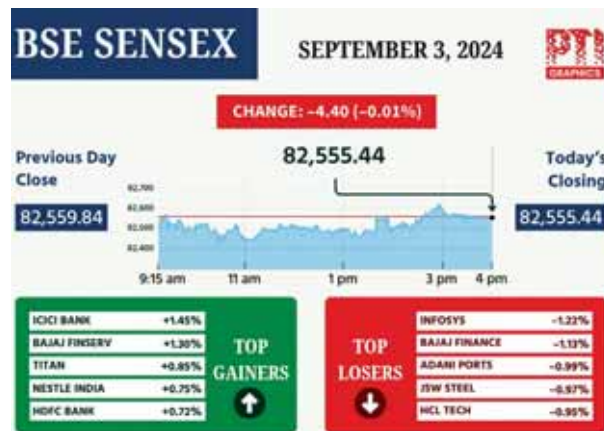 BSE SENSEX
SEPTEMBER 3, 2024
PTI
GRAPHICS
CHANGE: –4.40 (–0.01%)
Previous Day
Close
82,559.84
82,555.44
Today's
Closing
82,555.44
82,700
82,600
82,500
82,400
9:15 am 11 am 1 pm 3 pm 4 pm
ICICI BANK +1.45%
BAJAJ FINSERV +1.30%
TITAN +0.85%
NESTLE INDIA +0.75%
HDFC BANK +0.72%
TOP
GAINERS
TOP
LOSERS
INFOSYS –1.22%
BAJAJ FINANCE –1.13%
ADANI PORTS –0.99%
JSW STEEL –0.97%
HCL TECH –0.95%